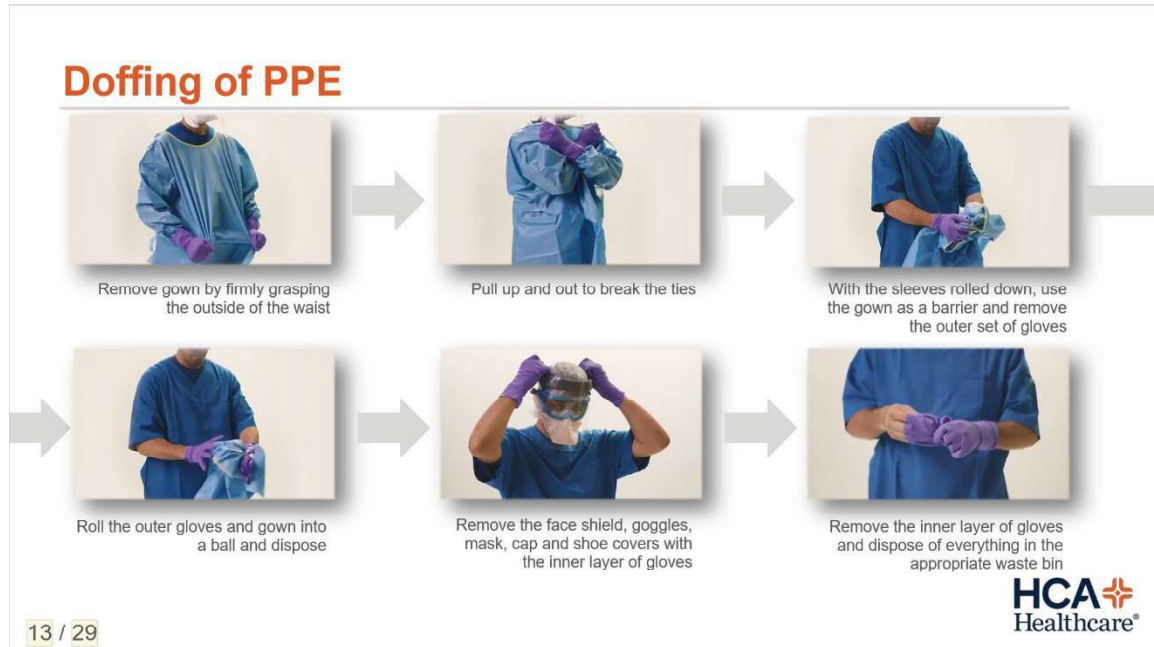 Doffing of PPE
Remove gown by firmly grasping
the outside of the waist
Pull up and out to break the ties
With the sleeves rolled down, use
the gown as a barrier and remove
the outer set of gloves
Roll the outer gloves and gown into
a ball and dispose
Remove the face shield, goggles,
mask, cap and shoe covers with
the inner layer of gloves
Remove the inner layer of gloves
and dispose of everything in the
appropriate waste bin
HCA
Healthcare®
13 / 29